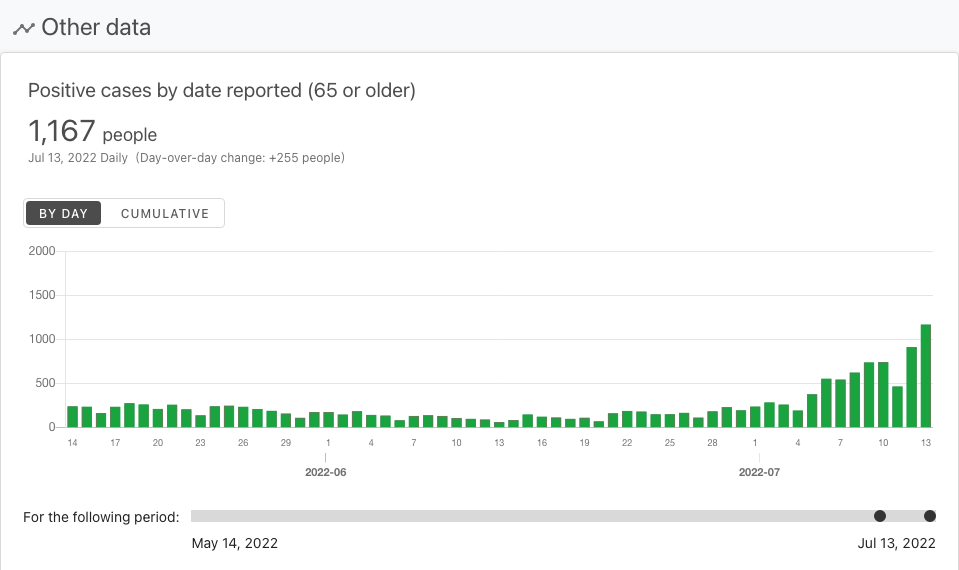 Other data
Positive cases by date reported (65 or older)
1,167 people
Jul 13, 2022 Daily (Day-over-day change: +255 people)
BY DAY CUMULATIVE
2000
1500
1000
500
0
14 17 20 23 26 29 1 4 7 10 13 16 19 22 25 28 1 4 7 10 13
2022-06 2022-07
For the following period:
May 14, 2022 Jul 13, 2022